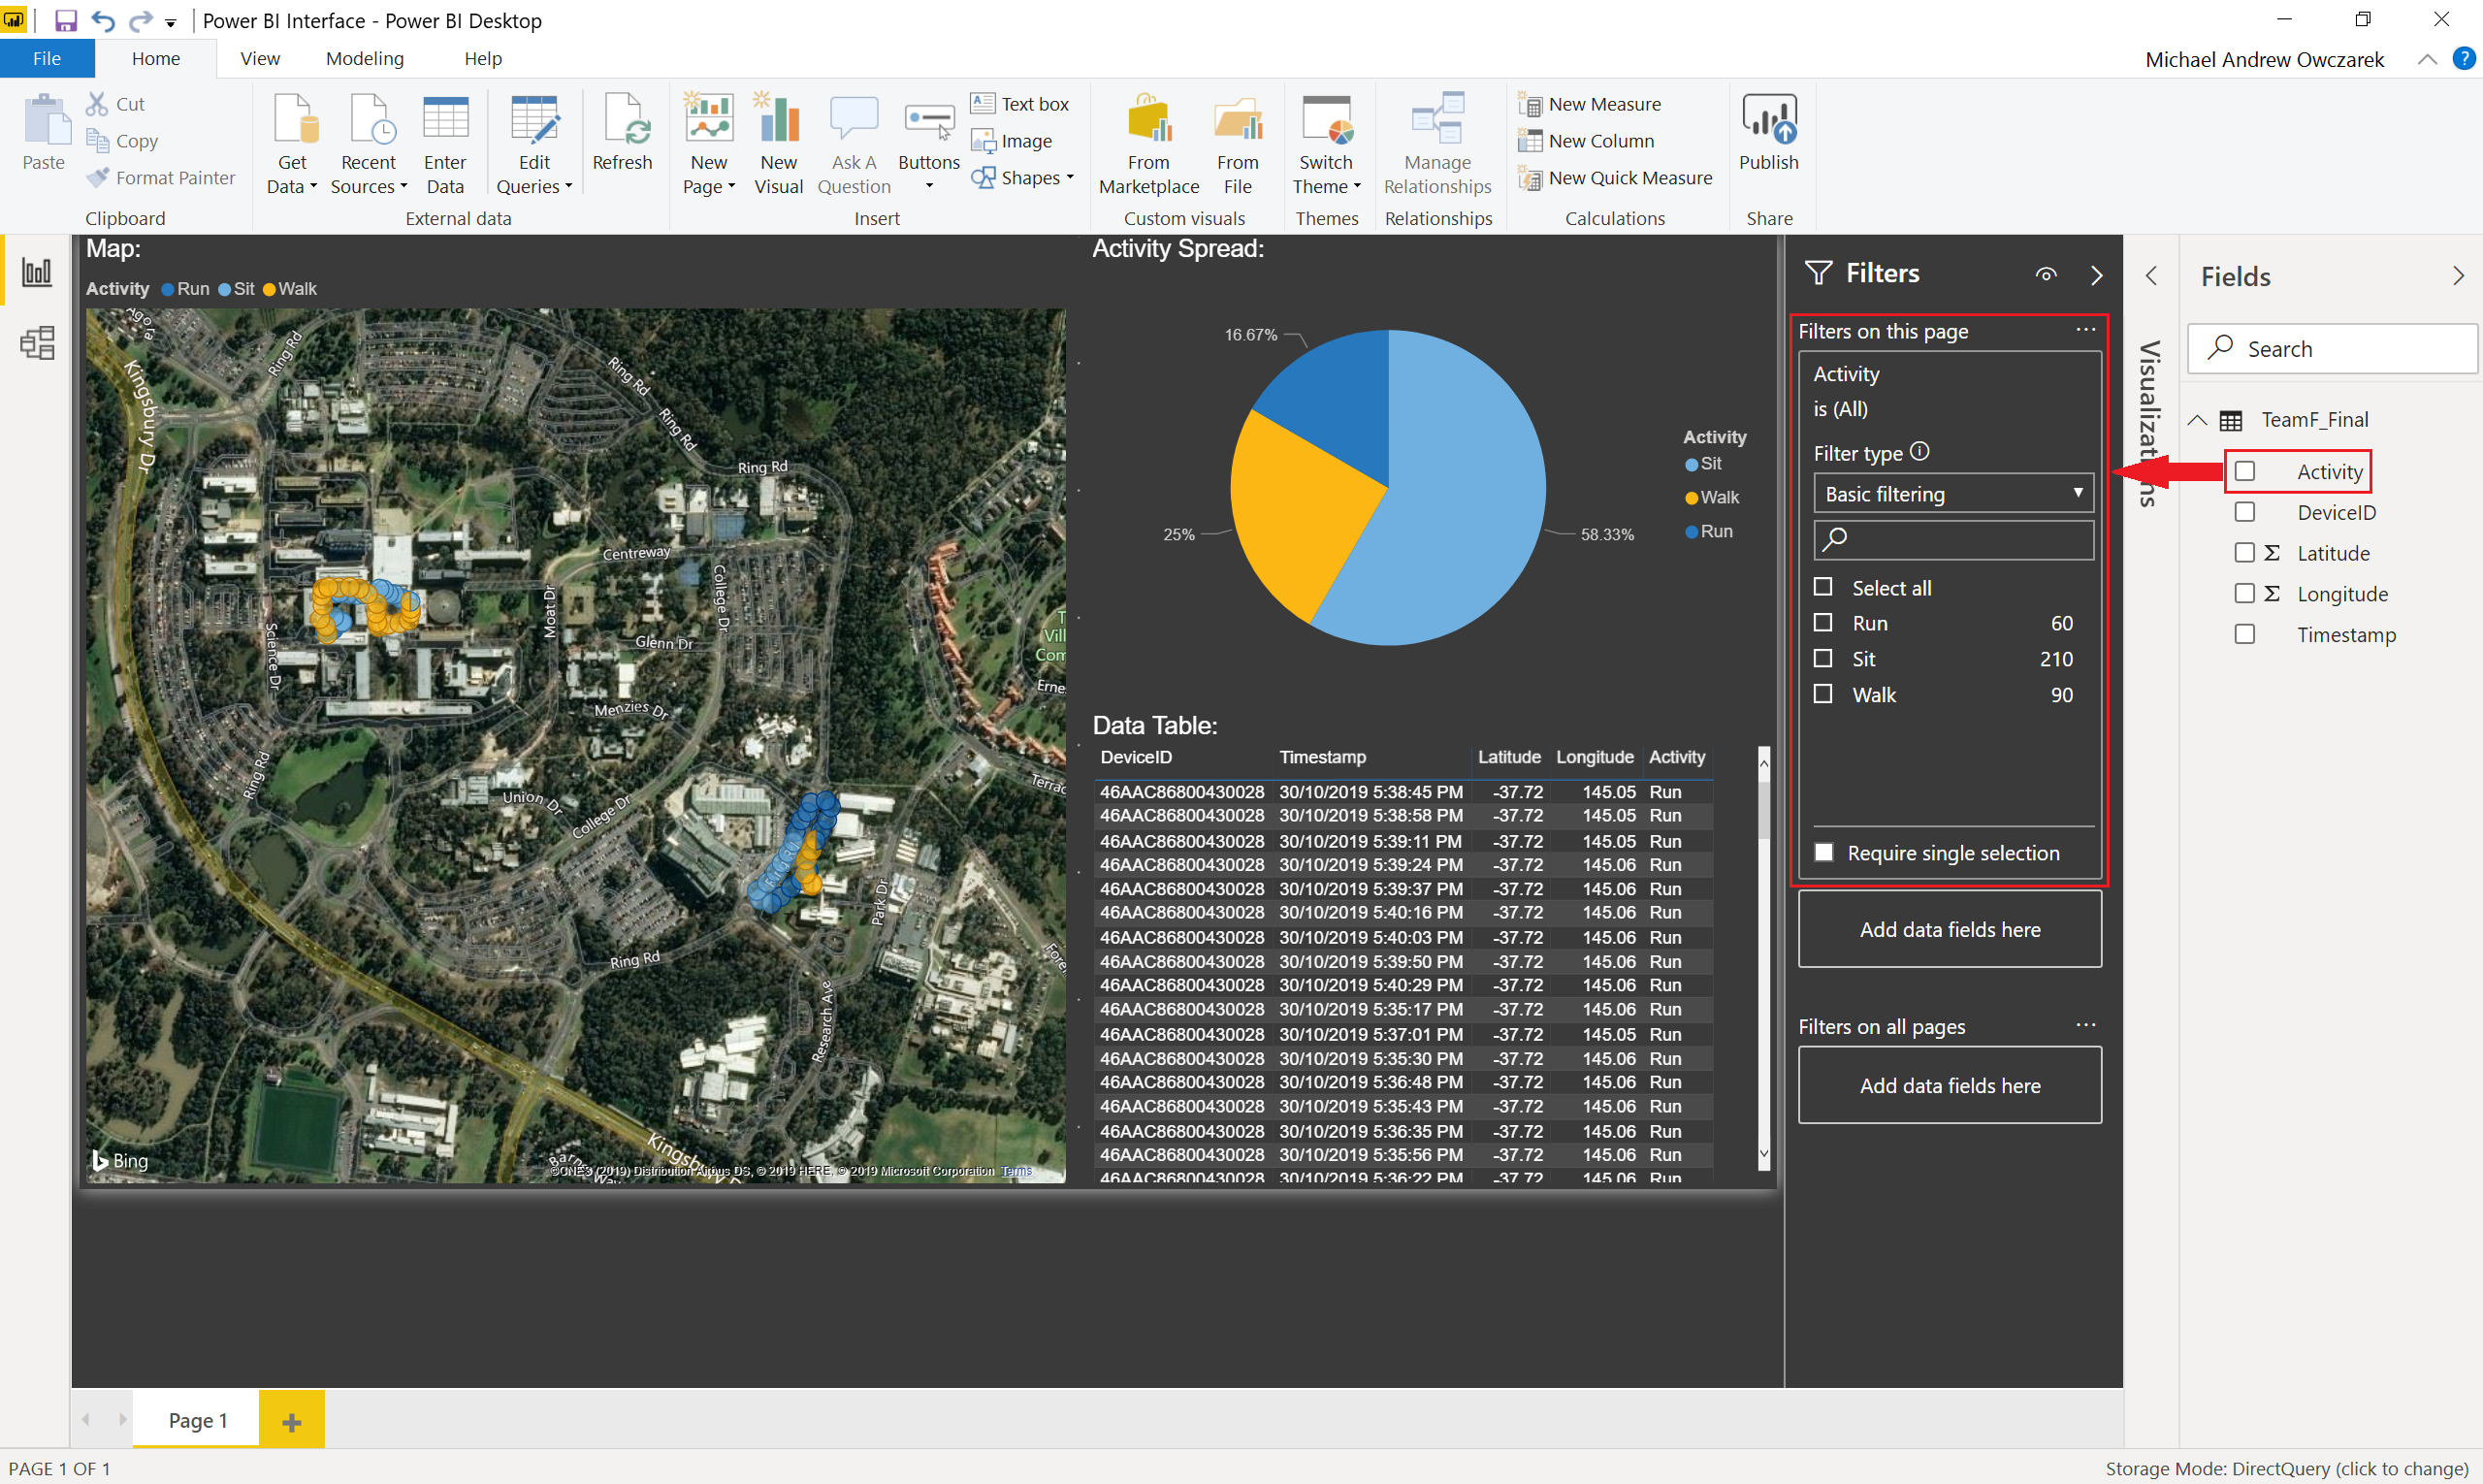 Power BI Interface - Power BI Desktop
File
Home
View
Modeling
Help
Michael Andrew Owczarek
?
Paste
Cut
Copy
Format Painter
Clipboard
Get Data
Recent Sources
Enter Data
Edit Queries
Refresh
External data
New Page
New Visual
Ask A Question
Buttons
Text box
Image
Shapes
Insert
From Marketplace
From File
Custom visuals
Switch Theme
Themes
Manage Relationships
Relationships
New Measure
New Column
New Quick Measure
Calculations
Publish
Share
Map:
Activity Run Sit Walk
Agora
Ring Rd
Kingsbury Dr
Ring Rd
Ring Rd
Ring Rd
Centreway
College Dr
Moat Dr
Science Dr
Glenn Dr
Menzies Dr
Ring Rd
Union Dr
College Dr
Park Dr
Ring Rd
Research Ave
Kingsbury D
Bing
©CNES (2019) Distribution Airbus DS, © 2019 HERE, © 2019 Microsoft Corporation Terms
Activity Spread:
16.67%
25%
58.33%
Activity
Sit
Walk
Run
Data Table:
DeviceID Timestamp Latitude Longitude Activity
46AAC86800430028 30/10/2019 5:38:45 PM -37.72 145.05 Run
46AAC86800430028 30/10/2019 5:38:58 PM -37.72 145.05 Run
46AAC86800430028 30/10/2019 5:39:11 PM -37.72 145.05 Run
46AAC86800430028 30/10/2019 5:39:24 PM -37.72 145.06 Run
46AAC86800430028 30/10/2019 5:39:37 PM -37.72 145.06 Run
46AAC86800430028 30/10/2019 5:40:16 PM -37.72 145.06 Run
46AAC86800430028 30/10/2019 5:40:03 PM -37.72 145.06 Run
46AAC86800430028 30/10/2019 5:39:50 PM -37.72 145.06 Run
46AAC86800430028 30/10/2019 5:40:29 PM -37.72 145.06 Run
46AAC86800430028 30/10/2019 5:35:17 PM -37.72 145.06 Run
46AAC86800430028 30/10/2019 5:37:01 PM -37.72 145.05 Run
46AAC86800430028 30/10/2019 5:35:30 PM -37.72 145.06 Run
46AAC86800430028 30/10/2019 5:36:48 PM -37.72 145.06 Run
46AAC86800430028 30/10/2019 5:35:43 PM -37.72 145.06 Run
46AAC86800430028 30/10/2019 5:36:35 PM -37.72 145.06 Run
46AAC86800430028 30/10/2019 5:35:56 PM -37.72 145.06 Run
46AAC86800430028 30/10/2019 5:36:22 PM -37.72 145.06 Run
Filters
Filters on this page ...
Activity
is (All)
Filter type
Basic filtering
Select all
Run 60
Sit 210
Walk 90
Require single selection
Add data fields here
Filters on all pages ...
Add data fields here
Fields
Search
TeamF_Final
Activity
DeviceID
Σ Latitude
Σ Longitude
Timestamp
Page 1
+
PAGE 1 OF 1
Storage Mode: DirectQuery (click to change)